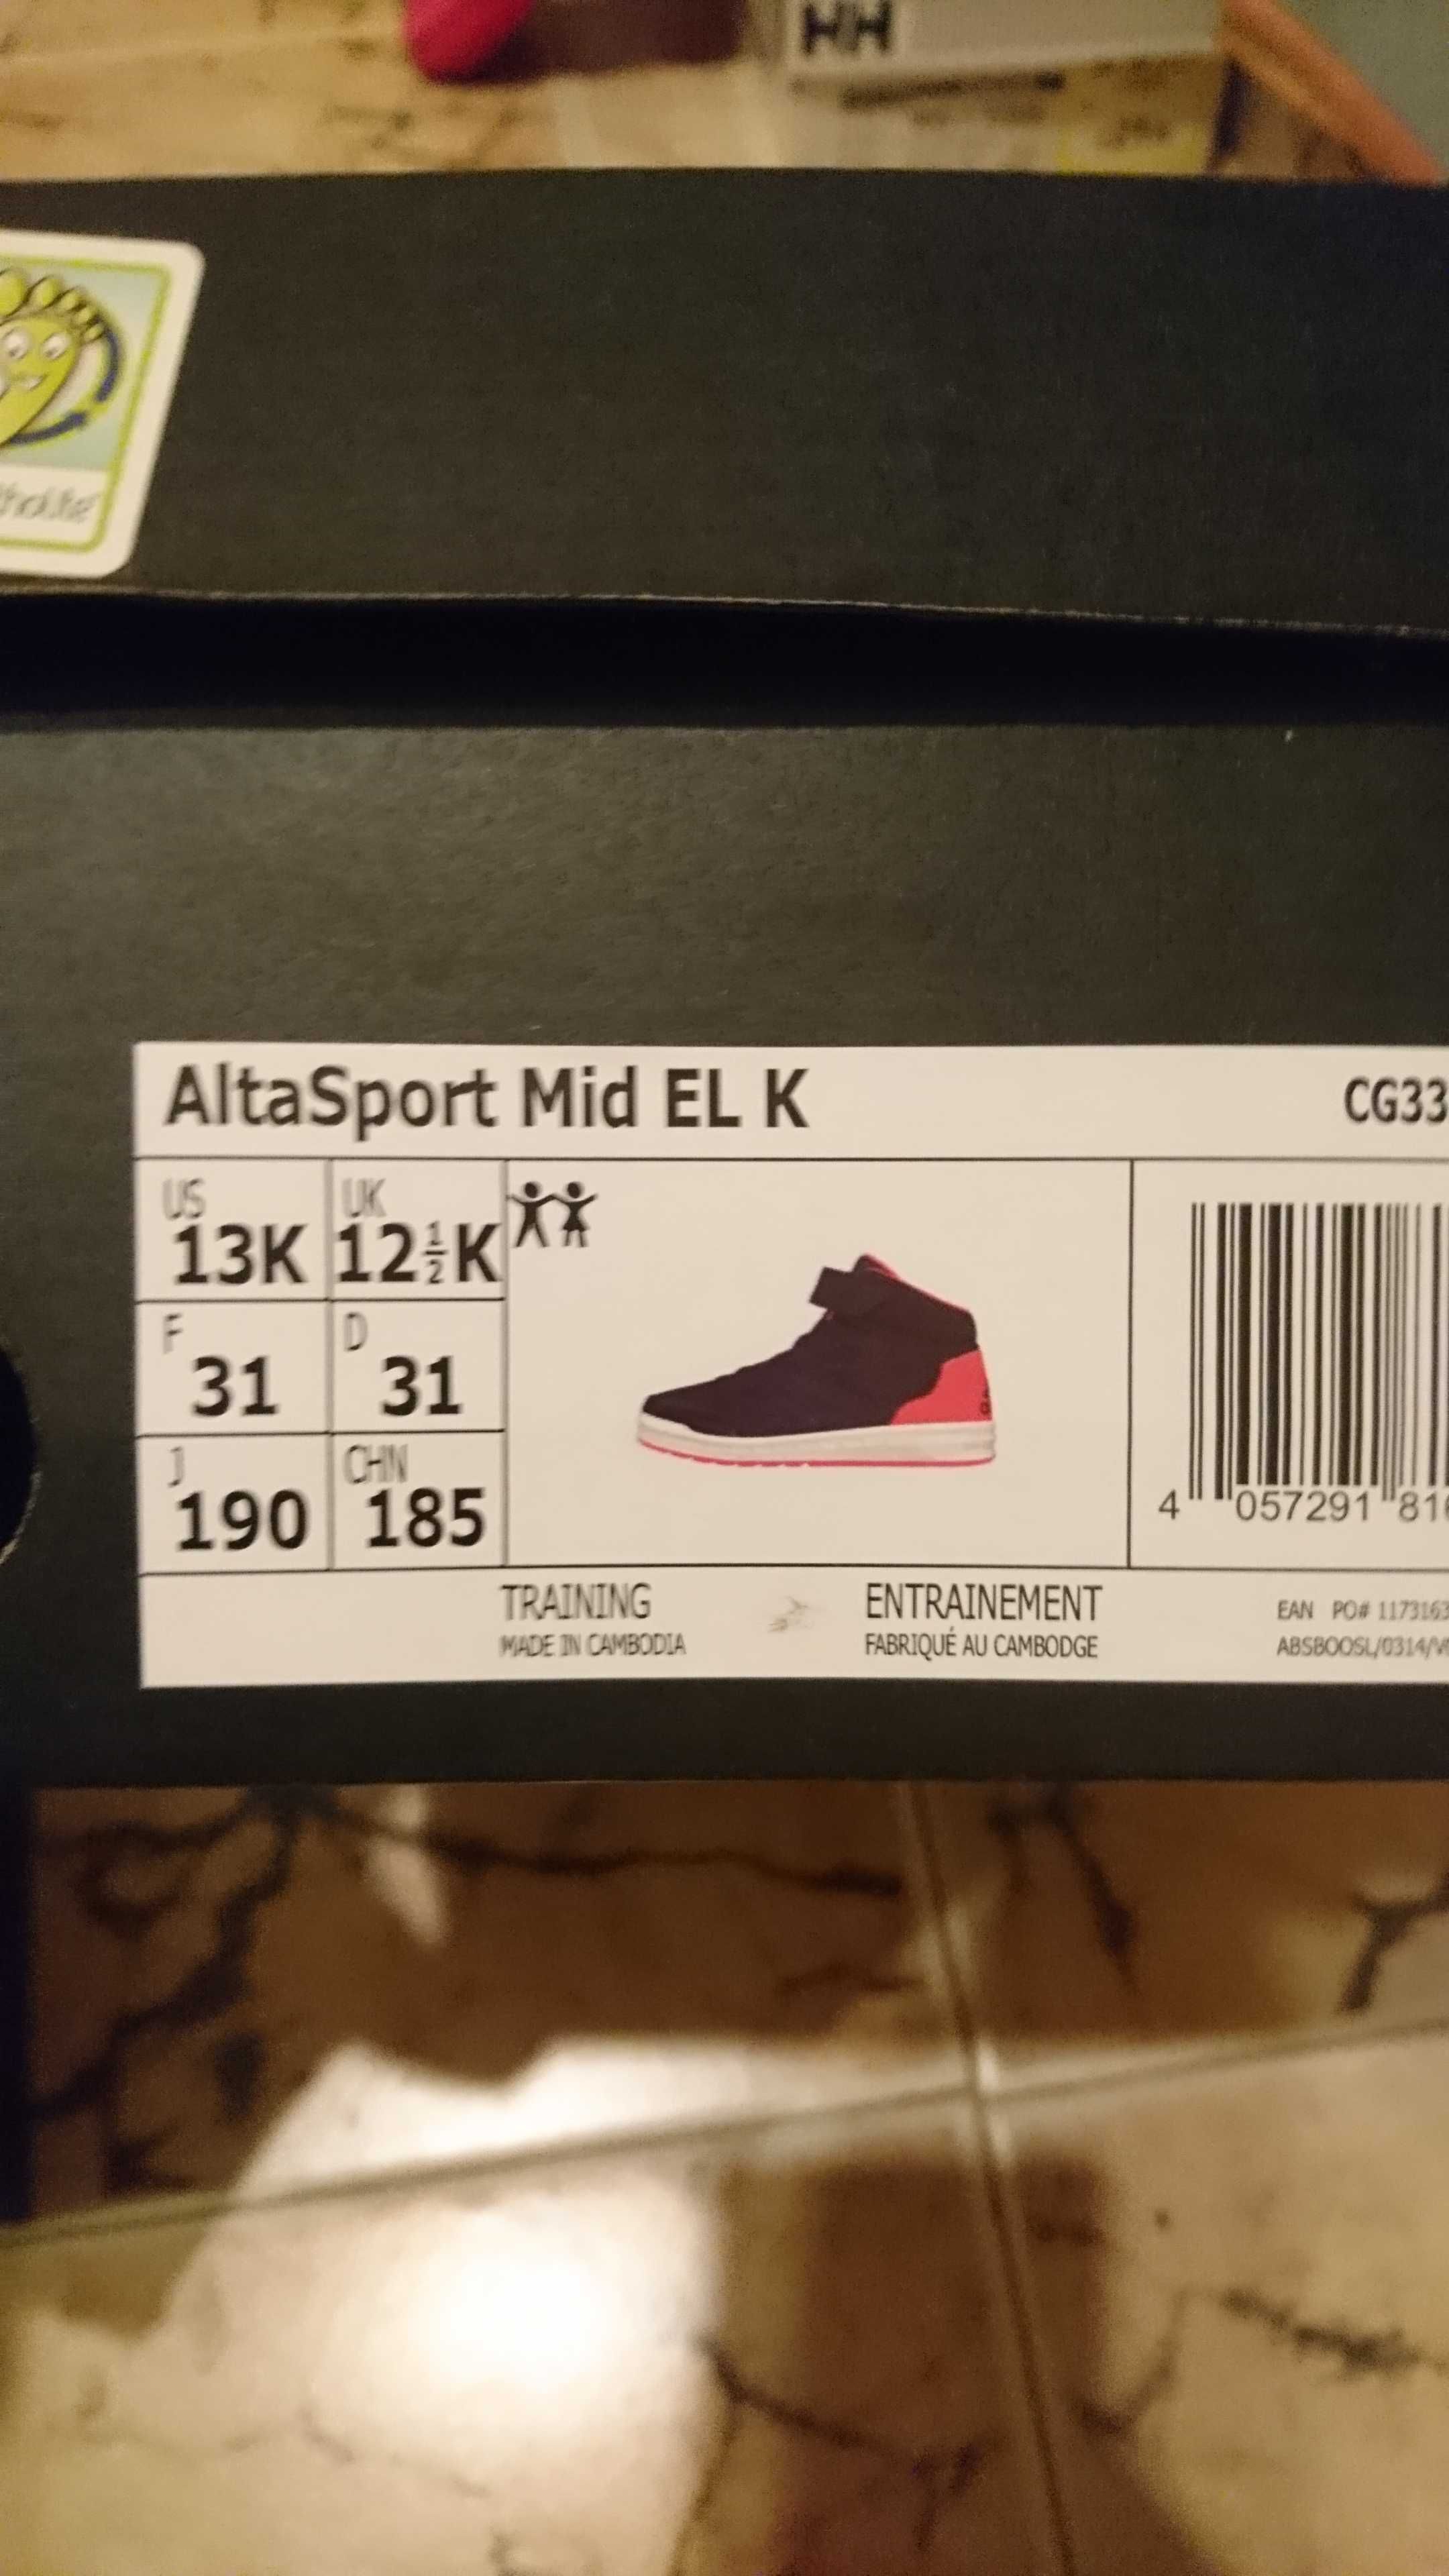 HH
AltaSport Mid EL K
CG33
US
13K
UK
12½K
F
31
D
31
J
190
CHN
185
4 057291 81
TRAINING
MADE IN CAMBODIA
ENTRAINEMENT
FABRIQUÉ AU CAMBODGE
EAN PO# 1173163